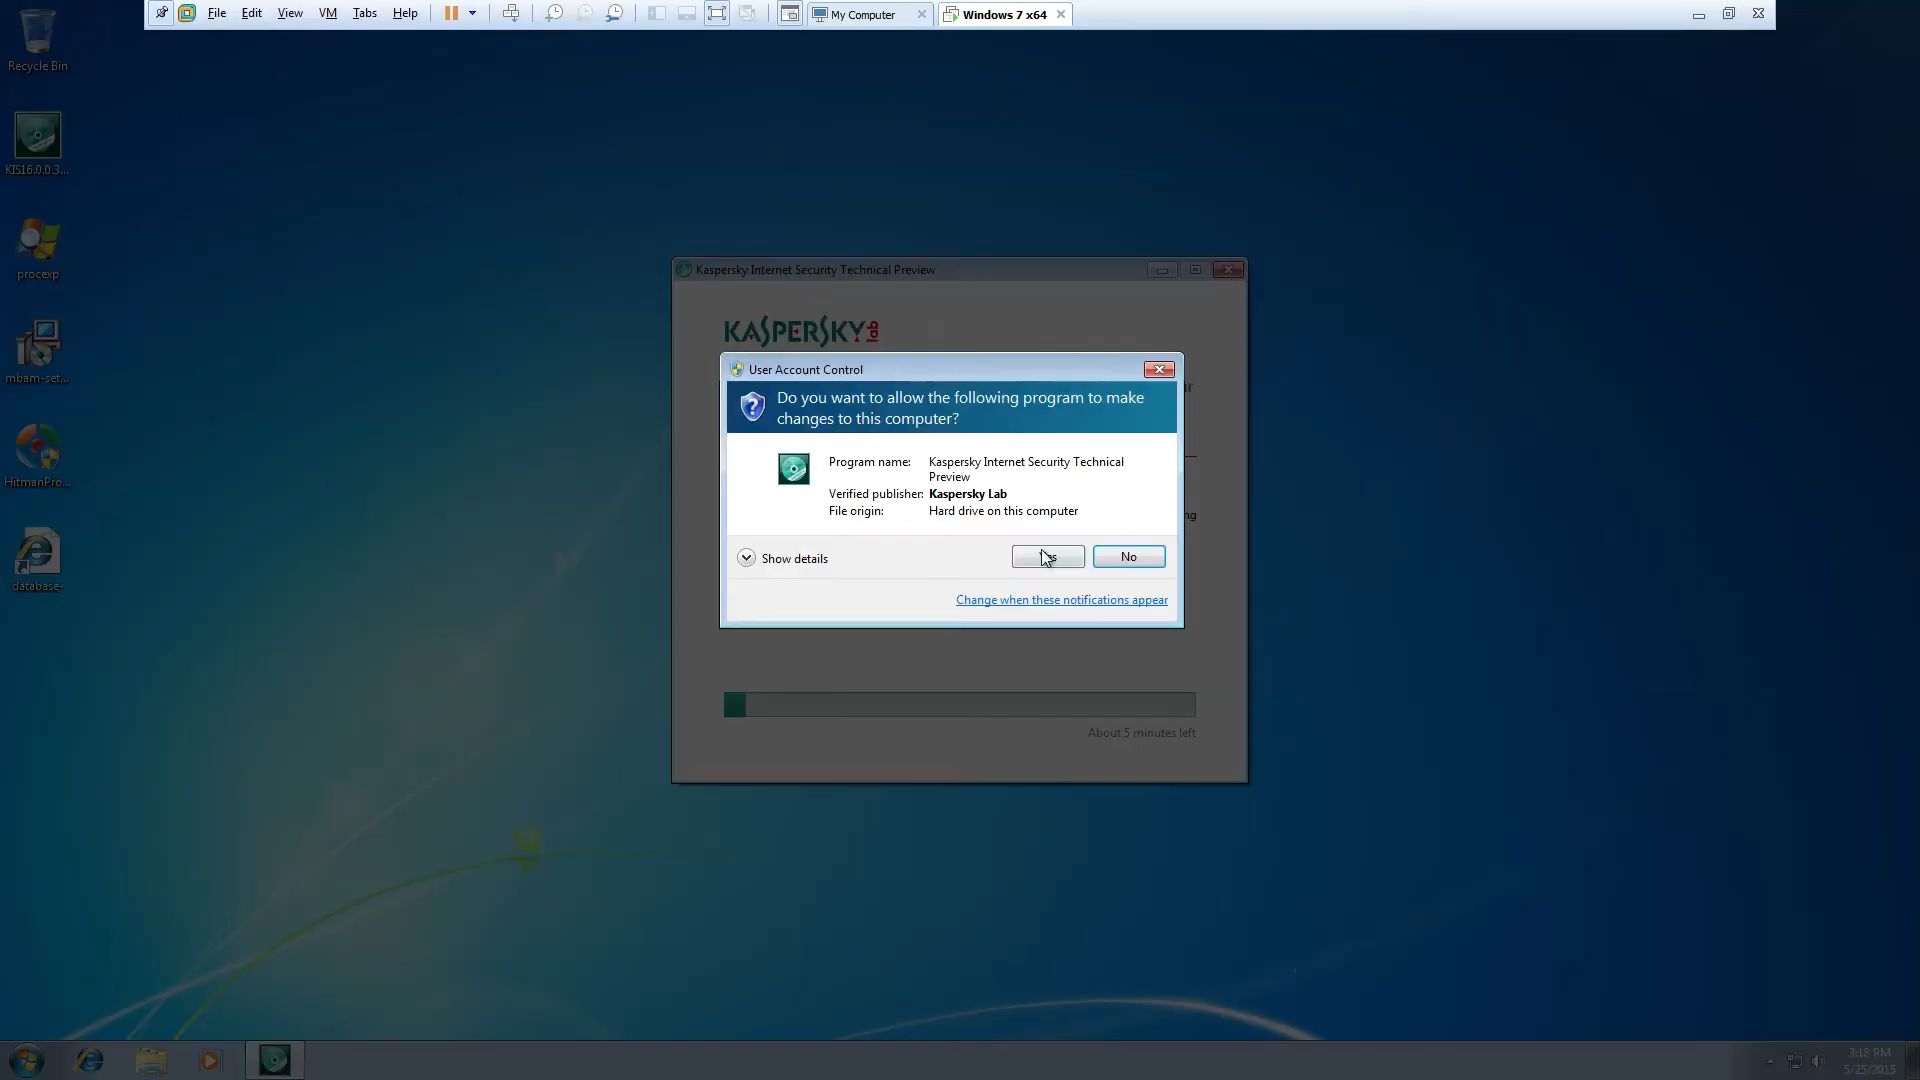 File Edit View VM Tabs Help My Computer Windows 7 x64
Recycle Bin
KIS16.0.0.3...
procexp
mbam-set...
HitmanPro...
database-
Kaspersky Internet Security Technical Preview
KASPERSKY lab
User Account Control
Do you want to allow the following program to make
changes to this computer?
Program name: Kaspersky Internet Security Technical
Preview
Verified publisher: Kaspersky Lab
File origin: Hard drive on this computer
Show details No
Change when these notifications appear
About 5 minutes left
3:18 PM
5/25/2015